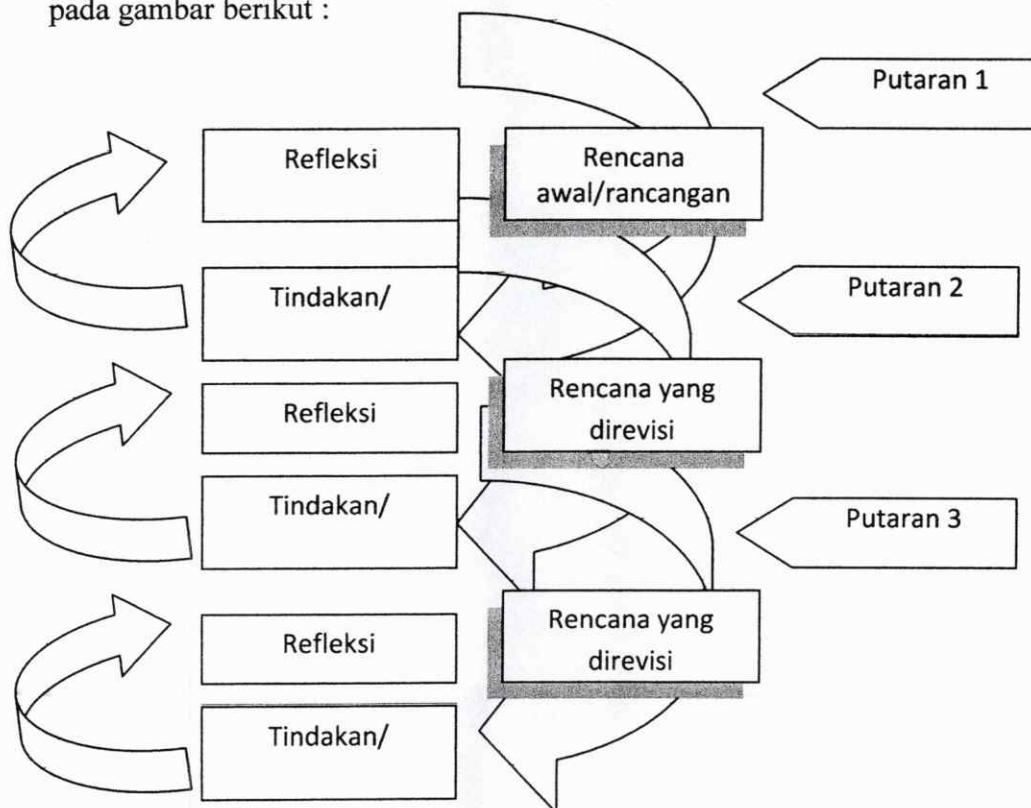 pada gambar berikut :
Putaran 1
Refleksi
Rencana
awal/rancangan
Tindakan/
Putaran 2
Refleksi
Rencana yang
direvisi
Tindakan/
Putaran 3
Refleksi
Rencana yang
direvisi
Tindakan/